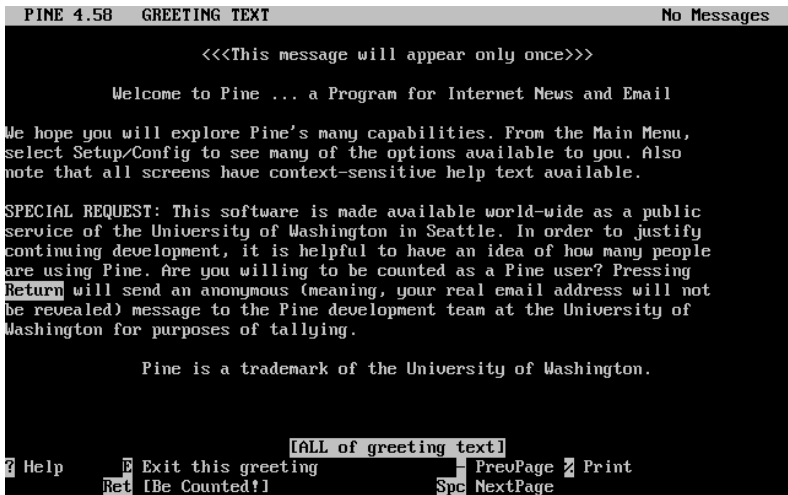 PINE 4.58 GREETING TEXT No Messages
<<<This message will appear only once>>>
Welcome to Pine ... a Program for Internet News and Email
We hope you will explore Pine's many capabilities. From the Main Menu,
select Setup/Config to see many of the options available to you. Also
note that all screens have context-sensitive help text available.
SPECIAL REQUEST: This software is made available world-wide as a public
service of the University of Washington in Seattle. In order to justify
continuing development, it is helpful to have an idea of how many people
are using Pine. Are you willing to be counted as a Pine user? Pressing
Return will send an anonymous (meaning, your real email address will not
be revealed) message to the Pine development team at the University of
Washington for purposes of tallying.
Pine is a trademark of the University of Washington.
[ALL of greeting text]
? Help E Exit this greeting - PrevPage % Print
Ret [Be Counted!] Spc NextPage